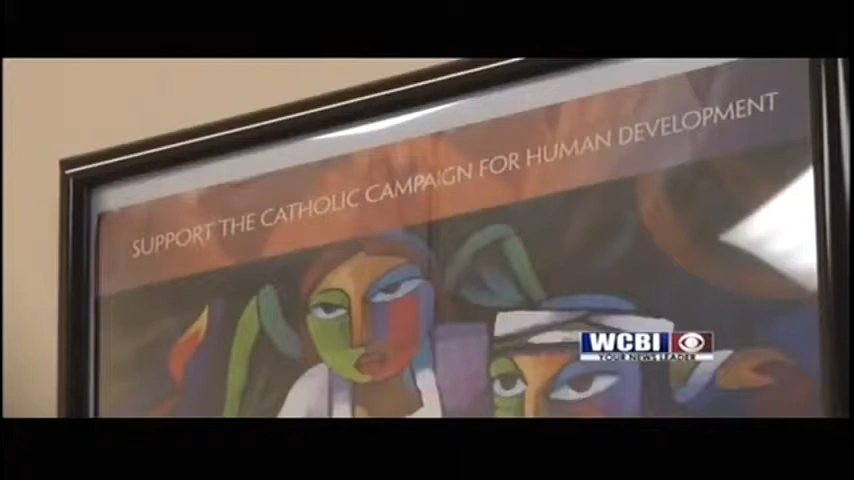 SUPPORT THE CATHOLIC CAMPAIGN FOR HUMAN DEVELOPMENT
WCBI
YOUR NEWS LEADER